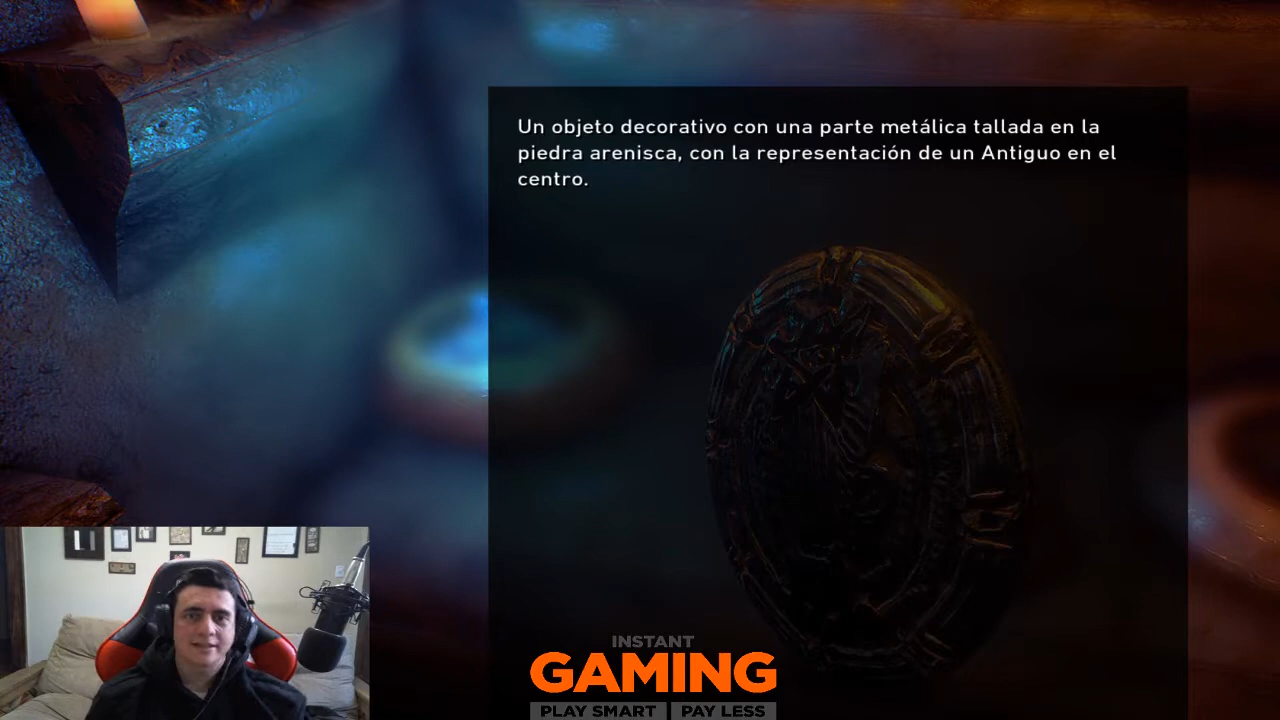 Un objeto decorativo con una parte metálica tallada en la
piedra arenisca, con la representación de un Antiguo en el
centro.
INSTANT
GAMING
PLAY SMART PAY LESS